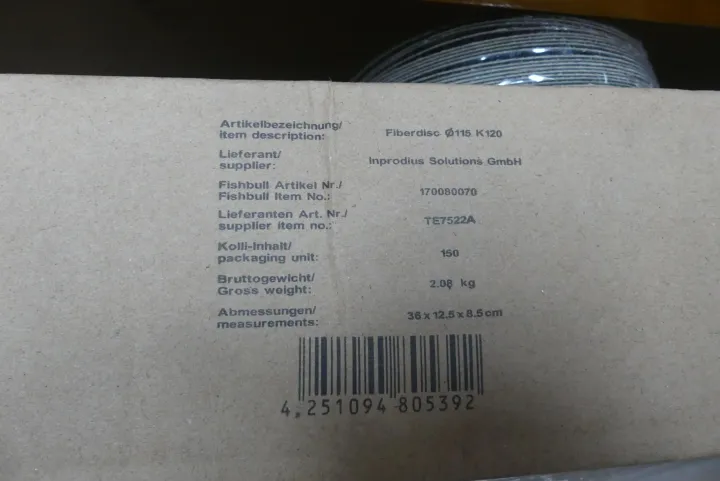 Artikelbezeichnung/
item description: Fiberdisc Ø115 K120
Lieferant/
supplier: Inprodius Solutions GmbH
Fishbull Artikel Nr./
Fishbull Item No.: 170080070
Lieferanten Art. Nr./
supplier item no.: TE7522A
Kolli-Inhalt/
packaging unit: 150
Bruttogewicht/
Gross weight: 2.08 kg
Abmessungen/
measurements: 36 x 12.5 x 8.5 cm
4 251094 805392